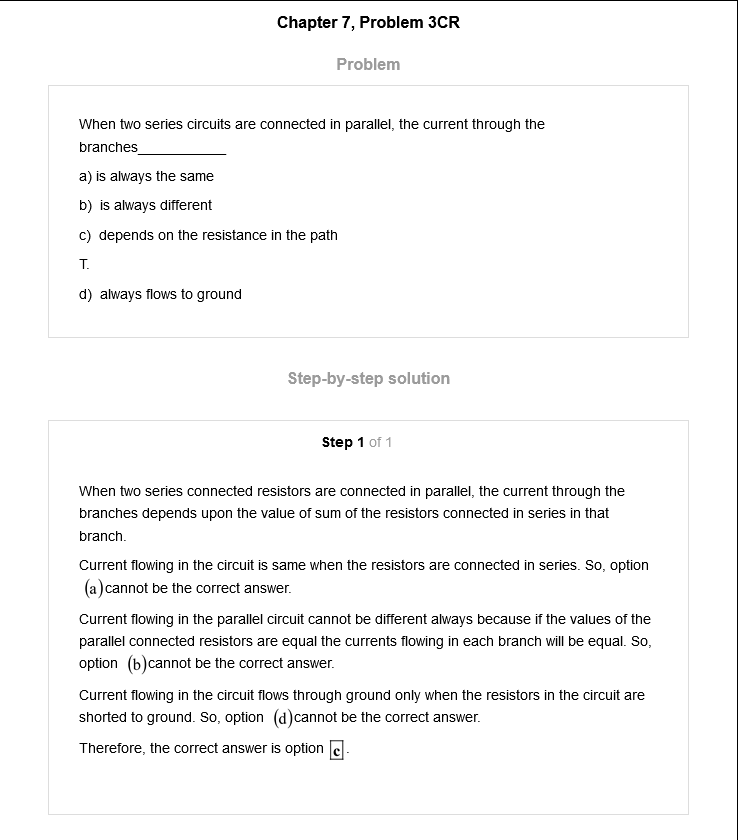 Chapter 7, Problem 3CR
Problem
When two series circuits are connected in parallel, the current through the
branches____________
a) is always the same
b) is always different
c) depends on the resistance in the path
T.
d) always flows to ground
Step-by-step solution
Step 1 of 1
When two series connected resistors are connected in parallel, the current through the
branches depends upon the value of sum of the resistors connected in series in that
branch.
Current flowing in the circuit is same when the resistors are connected in series. So, option
(a)cannot be the correct answer.
Current flowing in the parallel circuit cannot be different always because if the values of the
parallel connected resistors are equal the currents flowing in each branch will be equal. So,
option (b)cannot be the correct answer.
Current flowing in the circuit flows through ground only when the resistors in the circuit are
shorted to ground. So, option (d)cannot be the correct answer.
Therefore, the correct answer is option c.